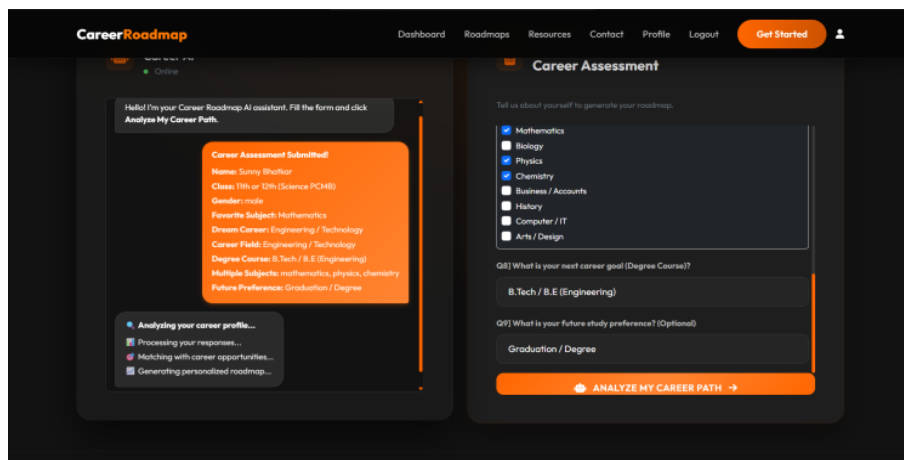 CareerRoadmap
Dashboard
Roadmaps
Resources
Contact
Profile
Logout
Get Started
Online
Hello! I'm your Career Roadmap AI assistant. Fill the form and click
Analyze My Career Path.
Career Assessment Submitted!
Name: Sunny Bhatkar
Class: 11th or 12th (Science PCMB)
Gender: male
Favorite Subject: Mathematics
Dream Career: Engineering / Technology
Career Field: Engineering / Technology
Degree Course: B.Tech / B.E (Engineering)
Multiple Subjects: mathematics, physics, chemistry
Future Preference: Graduation / Degree
Analyzing your career profile...
Processing your responses...
Matching with career opportunities...
Generating personalized roadmap...
Career Assessment
Tell us about yourself to generate your roadmap.
Mathematics
Biology
Physics
Chemistry
Business / Accounts
History
Computer / IT
Arts / Design
Q8] What is your next career goal (Degree Course)?
B.Tech / B.E (Engineering)
Q9] What is your future study preference? (Optional)
Graduation / Degree
ANALYZE MY CAREER PATH →